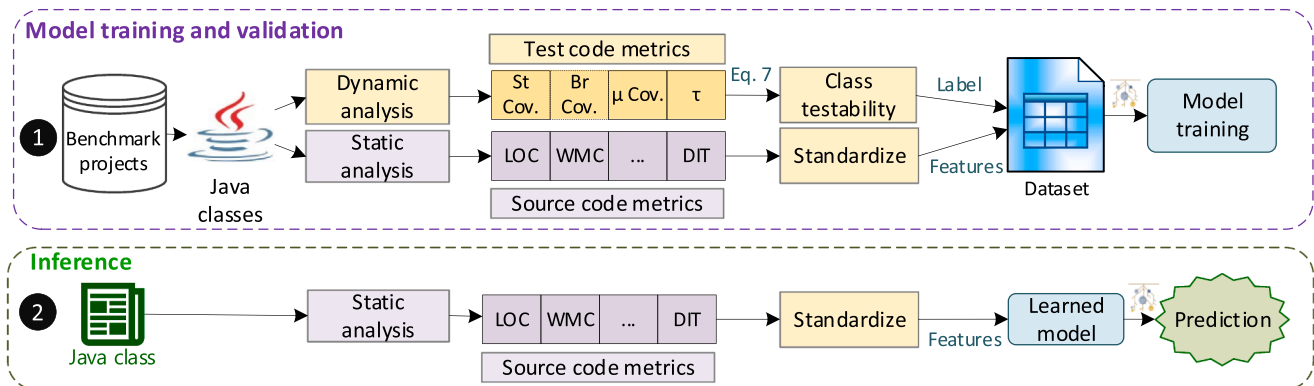 Model training and validation
1
Benchmark
projects
Java
classes
Dynamic
analysis
Static
analysis
Test code metrics
St
Cov.
Br
Cov.
μ Cov.
τ
LOC
WMC
...
DIT
Source code metrics
Eq. 7
Class
testability
Standardize
Label
Features
Dataset
Model
training
Inference
2
Java class
Static
analysis
LOC
WMC
...
DIT
Source code metrics
Standardize
Features
Learned
model
Prediction